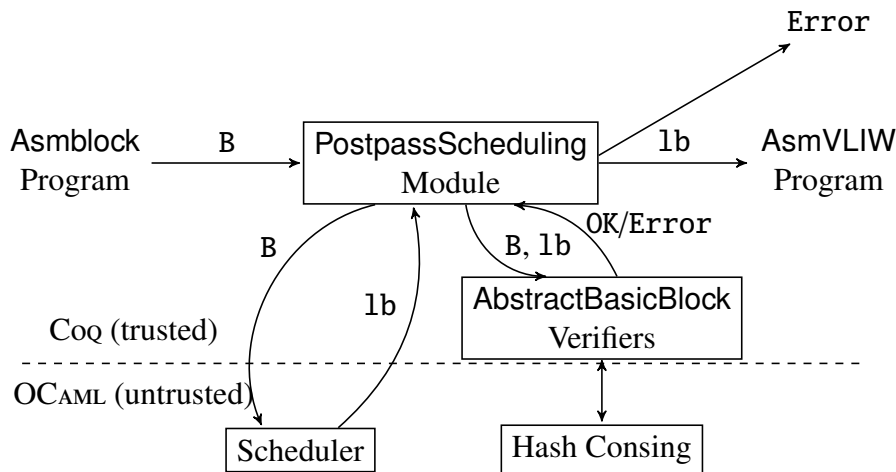 Error
Asmblock
Program
B
PostpassScheduling
Module
lb
AsmVLIW
Program
B
lb
B, lb
OK/Error
AbstractBasicBlock
Verifiers
COQ (trusted)
OCAML (untrusted)
Scheduler
Hash Consing